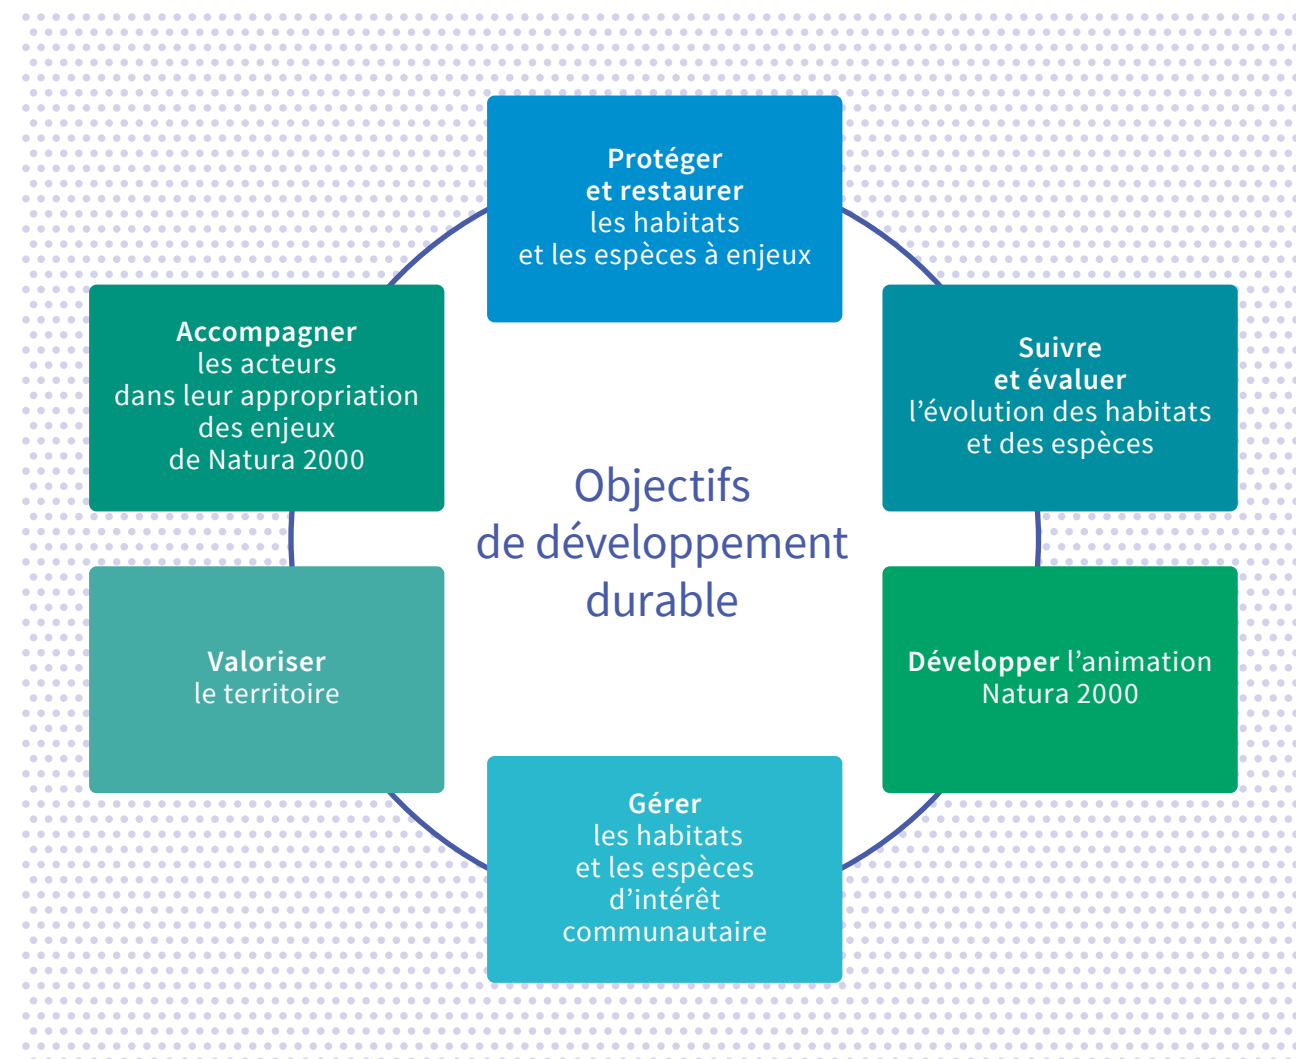 Protéger
et restaurer
les habitats
et les espèces à enjeux
Accompagner
les acteurs
dans leur appropriation
des enjeux
de Natura 2000
Suivre
et évaluer
l’évolution des habitats
et des espèces
Objectifs
de développement
durable
Valoriser
le territoire
Développer l’animation
Natura 2000
Gérer
les habitats
et les espèces
d’intérêt
communautaire